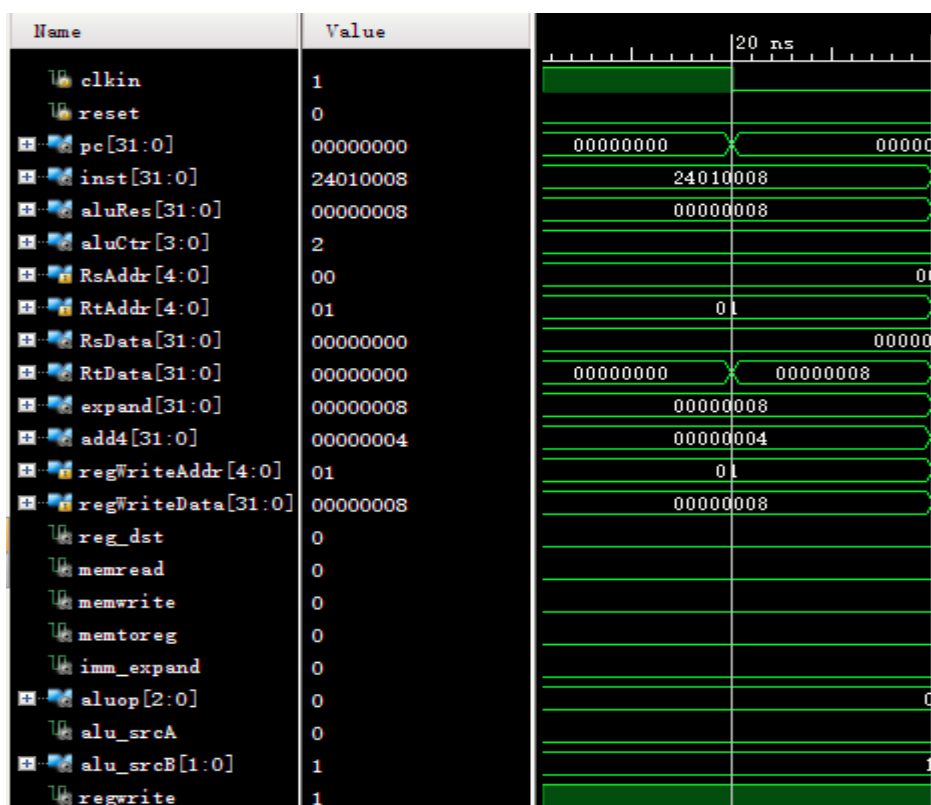 Name Value
20 ns
clkin 1
reset 0
pc[31:0] 00000000 00000000
inst[31:0] 24010008 24010008
aluRes[31:0] 00000008 00000008
aluCtr[3:0] 2
RsAddr[4:0] 00
RtAddr[4:0] 01 01
RsData[31:0] 00000000
RtData[31:0] 00000000 00000000 00000008
expand[31:0] 00000008 00000008
add4[31:0] 00000004 00000004
regWriteAddr[4:0] 01 01
regWriteData[31:0] 00000008 00000008
reg_dst 0
memread 0
memwrite 0
memtoreg 0
imm_expand 0
aluop[2:0] 0
alu_srcA 0
alu_srcB[1:0] 1
regwrite 1